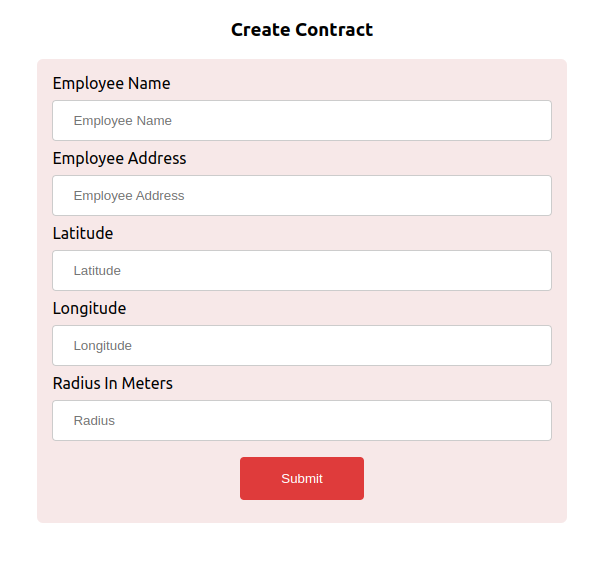 Create Contract
Employee Name
Employee Name
Employee Address
Employee Address
Latitude
Latitude
Longitude
Longitude
Radius In Meters
Radius
Submit